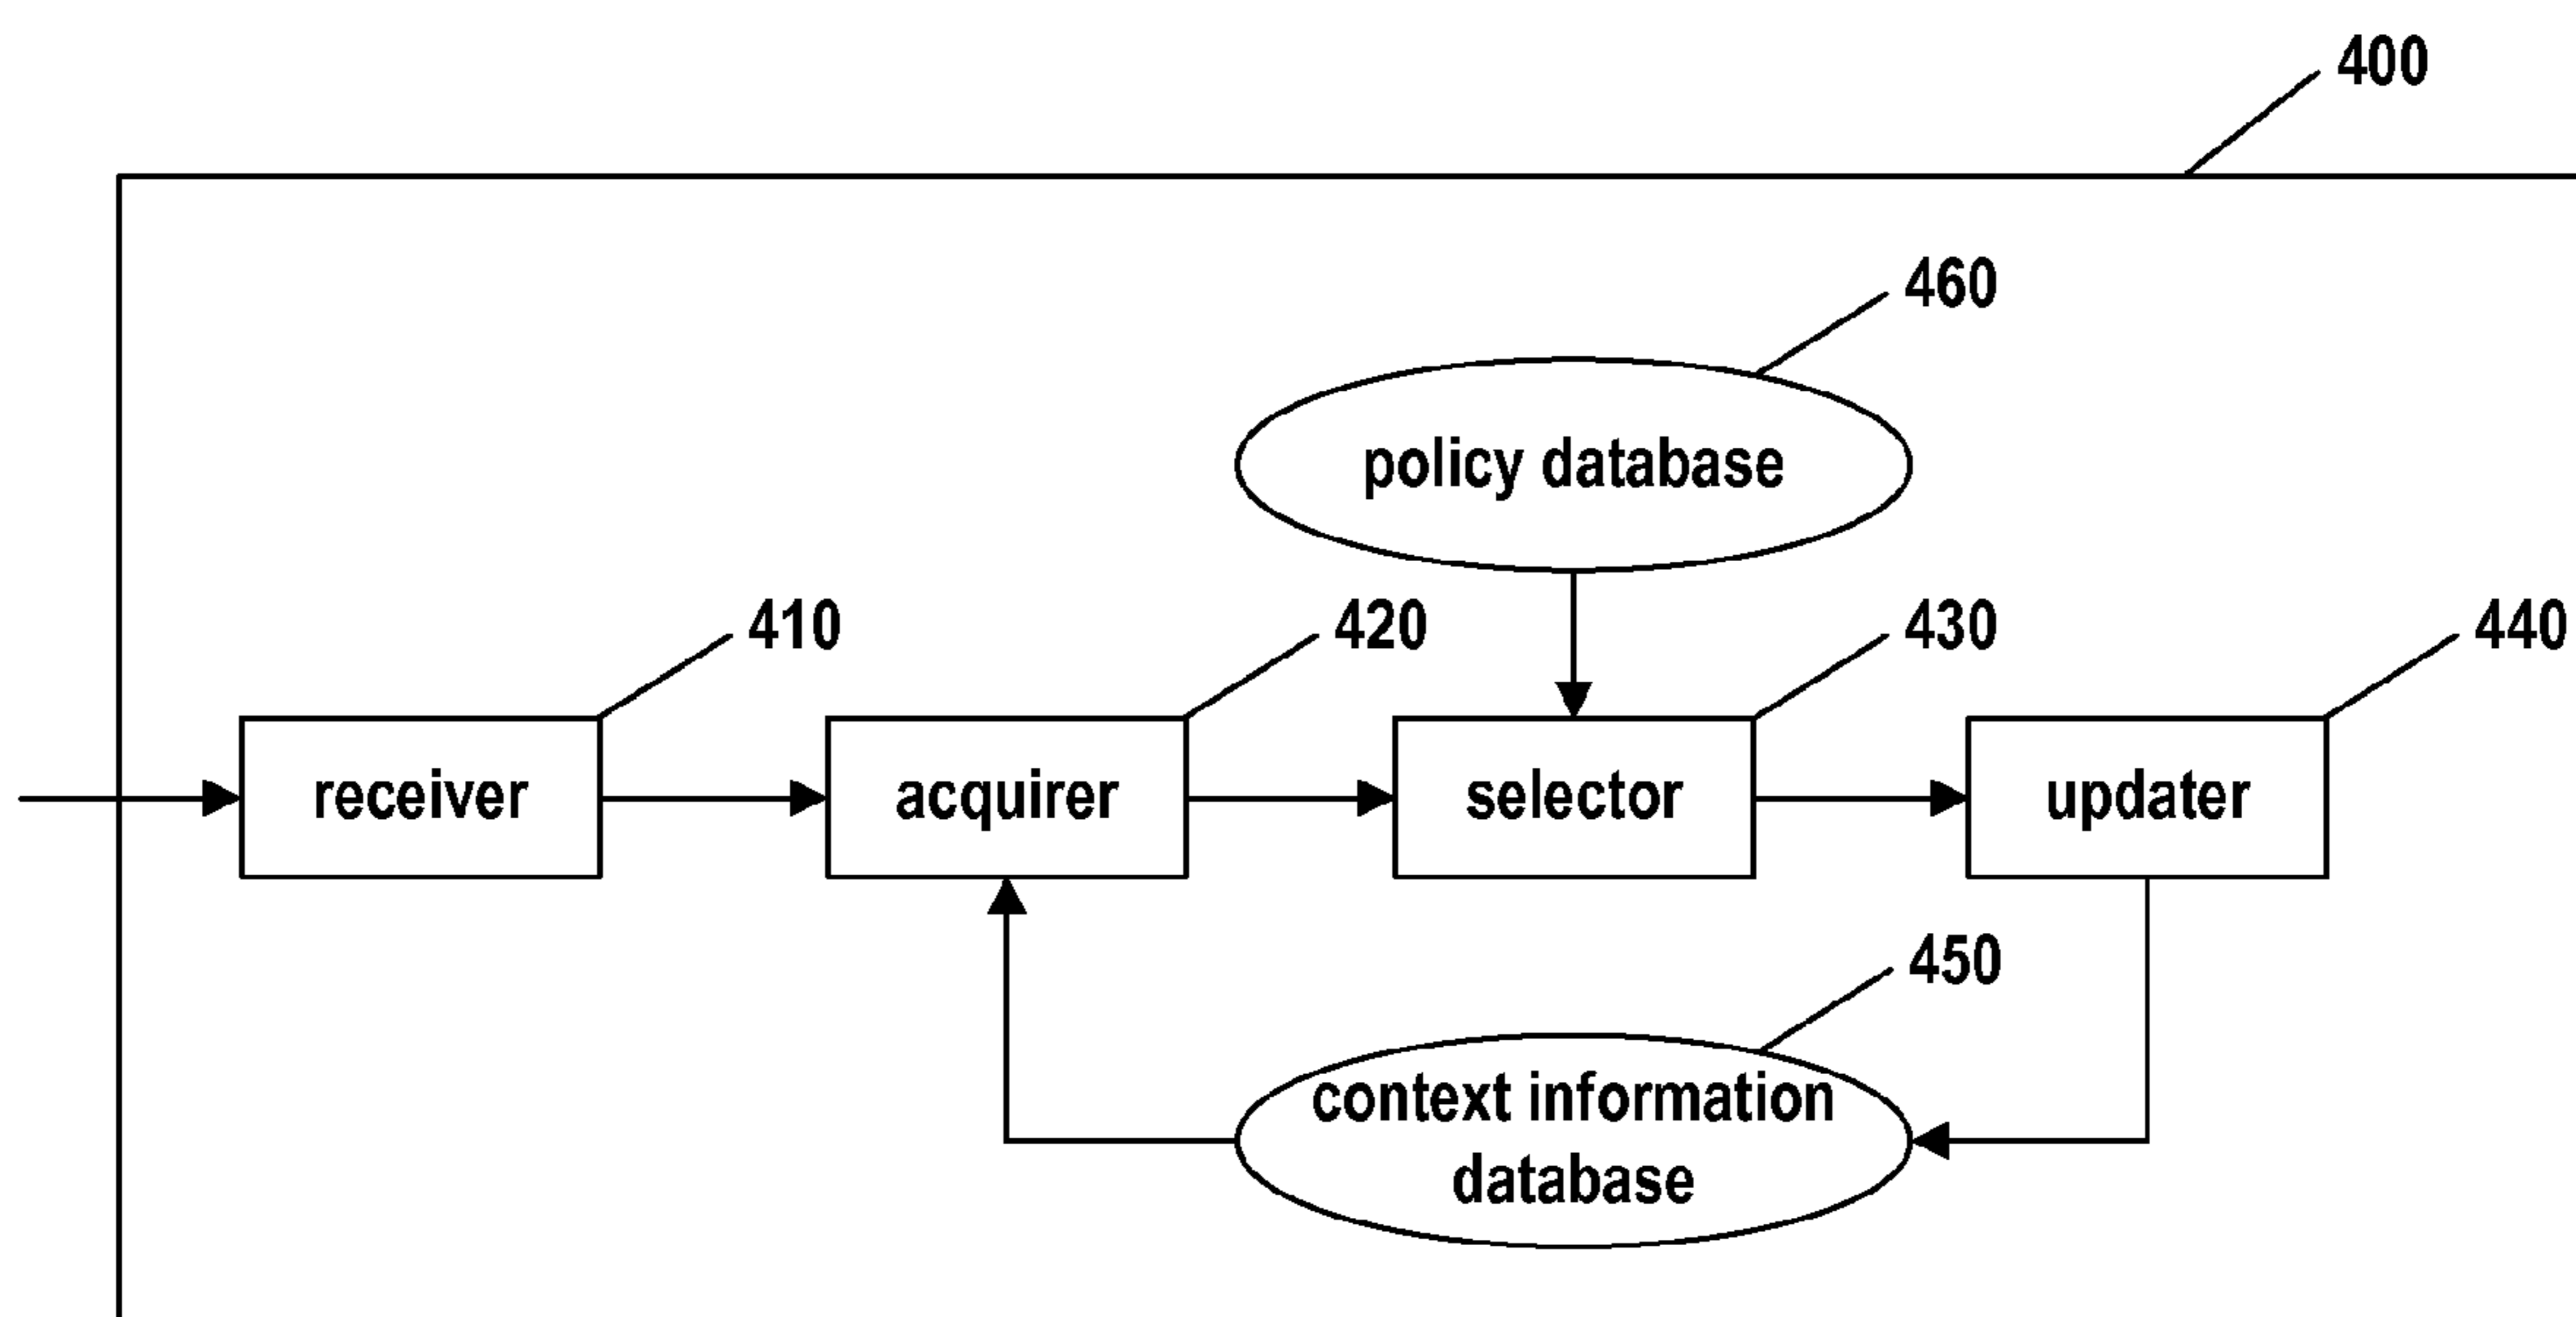 400
460
policy database
410
420
430
440
receiver
acquirer
selector
updater
450
context information
database